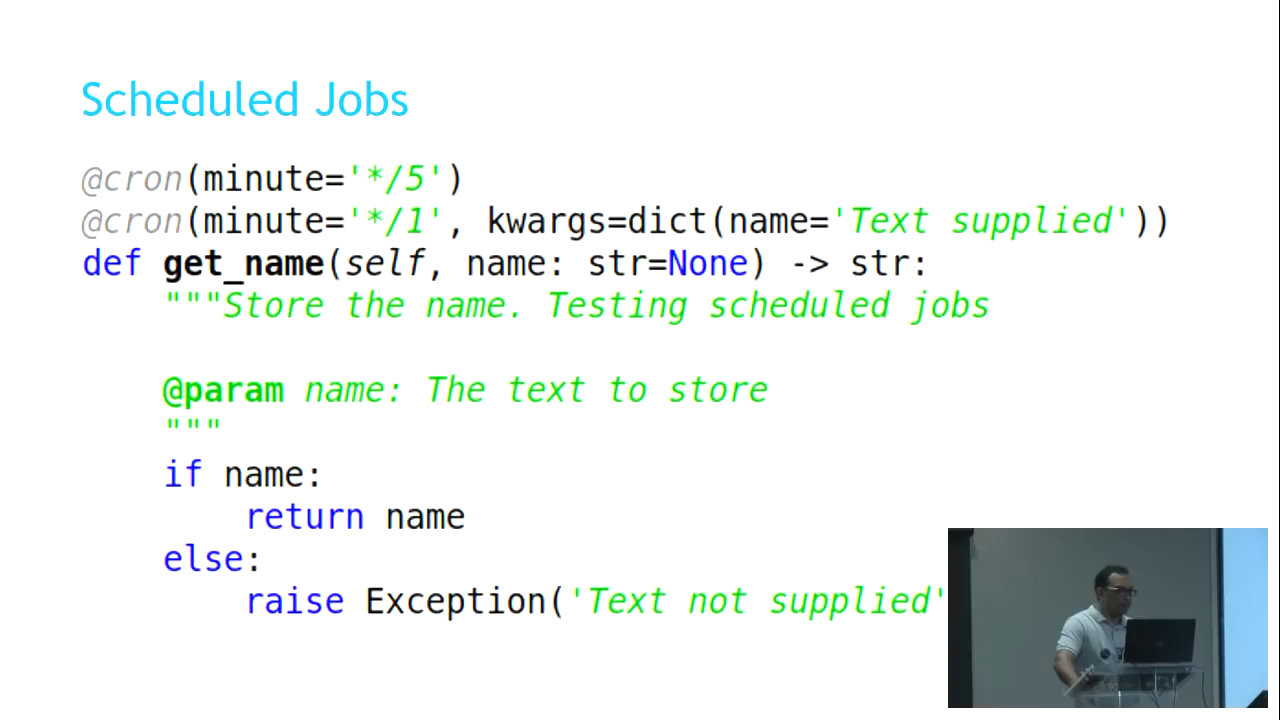 Scheduled Jobs
@cron(minute='*/5')
@cron(minute='*/1', kwargs=dict(name='Text supplied'))
def get_name(self, name: str=None) -> str:
"""Store the name. Testing scheduled jobs
@param name: The text to store
"""
if name:
return name
else:
raise Exception('Text not supplied'